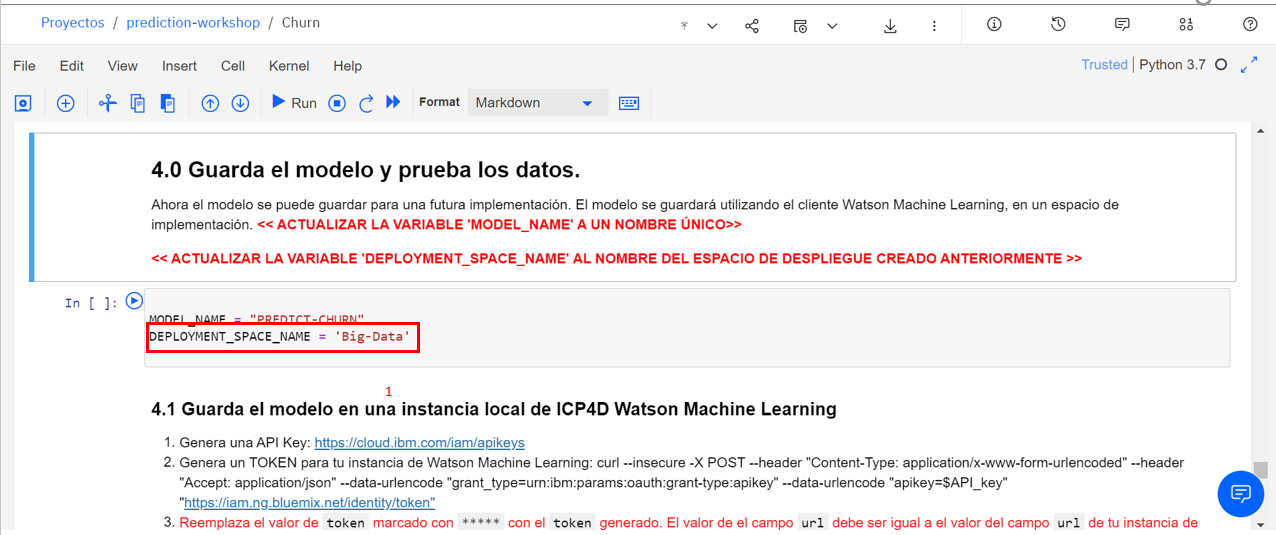 Proyectos / prediction-workshop / Churn
File Edit View Insert Cell Kernel Help Trusted | Python 3.7
Run Format Markdown
4.0 Guarda el modelo y prueba los datos.
Ahora el modelo se puede guardar para una futura implementación. El modelo se guardará utilizando el cliente Watson Machine Learning, en un espacio de
implementación. << ACTUALIZAR LA VARIABLE 'MODEL_NAME' A UN NOMBRE ÚNICO>>
<< ACTUALIZAR LA VARIABLE 'DEPLOYMENT_SPACE_NAME' AL NOMBRE DEL ESPACIO DE DESPLIEGUE CREADO ANTERIORMENTE >>
In [ ]:
MODEL_NAME = "PREDICT-CHURN"
DEPLOYMENT_SPACE_NAME = 'Big-Data'
1
4.1 Guarda el modelo en una instancia local de ICP4D Watson Machine Learning
1. Genera una API Key: https://cloud.ibm.com/iam/apikeys
2. Genera un TOKEN para tu instancia de Watson Machine Learning: curl --insecure -X POST --header "Content-Type: application/x-www-form-urlencoded" --header
"Accept: application/json" --data-urlencode "grant_type=urn:ibm:params:oauth:grant-type:apikey" --data-urlencode "apikey=$API_key"
"https://iam.ng.bluemix.net/identity/token"
3. Reemplaza el valor de token marcado con ***** con el token generado. El valor de el campo url debe ser igual a el valor del campo url de tu instancia de